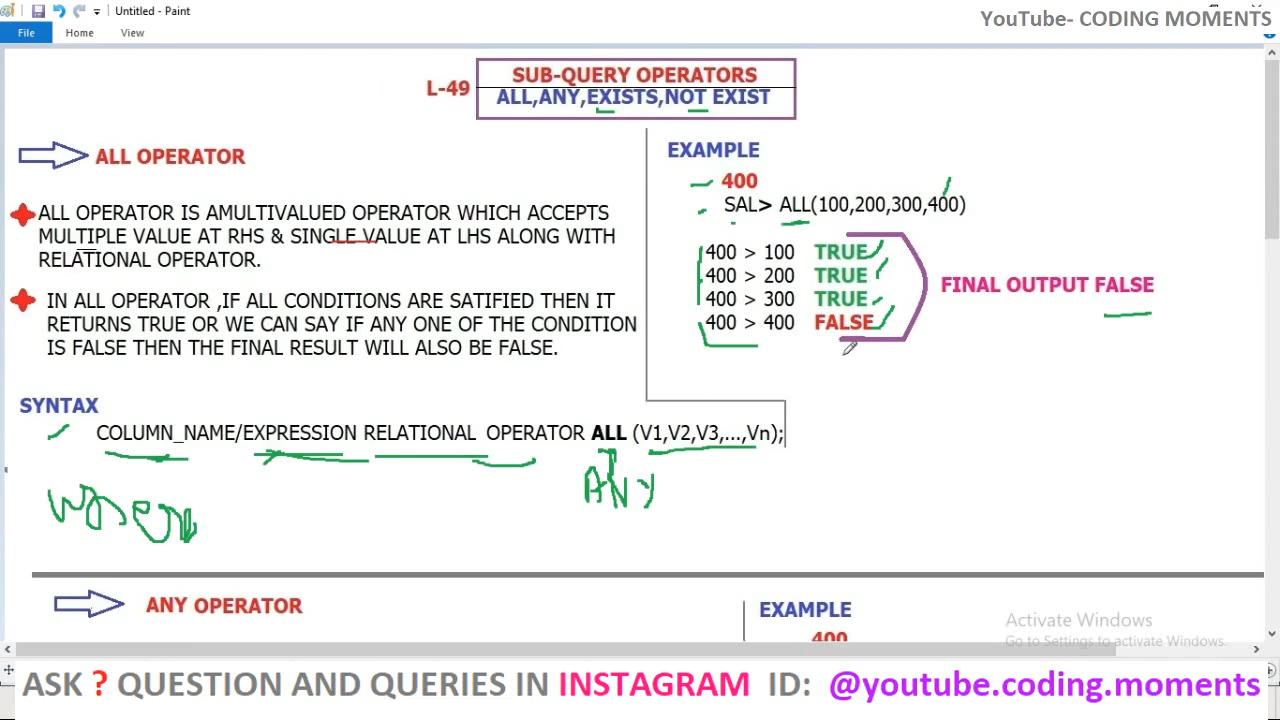 Untitled - Paint
YouTube- CODING MOMENTS
File Home View
L-49
SUB-QUERY OPERATORS
ALL,ANY,EXISTS,NOT EXIST
ALL OPERATOR
ALL OPERATOR IS AMULTIVALUED OPERATOR WHICH ACCEPTS
MULTIPLE VALUE AT RHS & SINGLE VALUE AT LHS ALONG WITH
RELATIONAL OPERATOR.
IN ALL OPERATOR ,IF ALL CONDITIONS ARE SATIFIED THEN IT
RETURNS TRUE OR WE CAN SAY IF ANY ONE OF THE CONDITION
IS FALSE THEN THE FINAL RESULT WILL ALSO BE FALSE.
EXAMPLE
400
SAL> ALL(100,200,300,400)
400 > 100 TRUE
400 > 200 TRUE
400 > 300 TRUE
400 > 400 FALSE
FINAL OUTPUT FALSE
SYNTAX
COLUMN_NAME/EXPRESSION RELATIONAL OPERATOR ALL (V1,V2,V3,...,Vn);
ANY
ANY OPERATOR
EXAMPLE
400
Activate Windows
Go to Settings to activate Windows.
ASK ? QUESTION AND QUERIES IN INSTAGRAM ID: @youtube.coding.moments